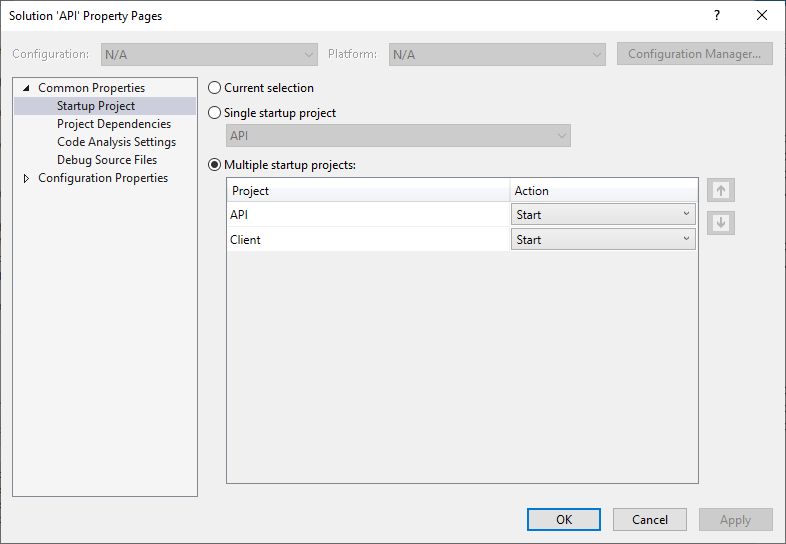 Solution 'API' Property Pages
Configuration: N/A Platform: N/A Configuration Manager...
Common Properties
Startup Project
Project Dependencies
Code Analysis Settings
Debug Source Files
Configuration Properties
Current selection
Single startup project
API
Multiple startup projects:
Project Action
API Start
Client Start
OK Cancel Apply